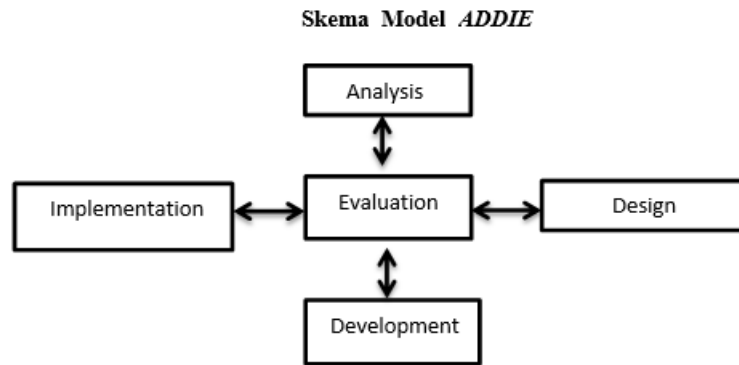 Skema Model ADDIE
Analysis
Implementation
Evaluation
Design
Development